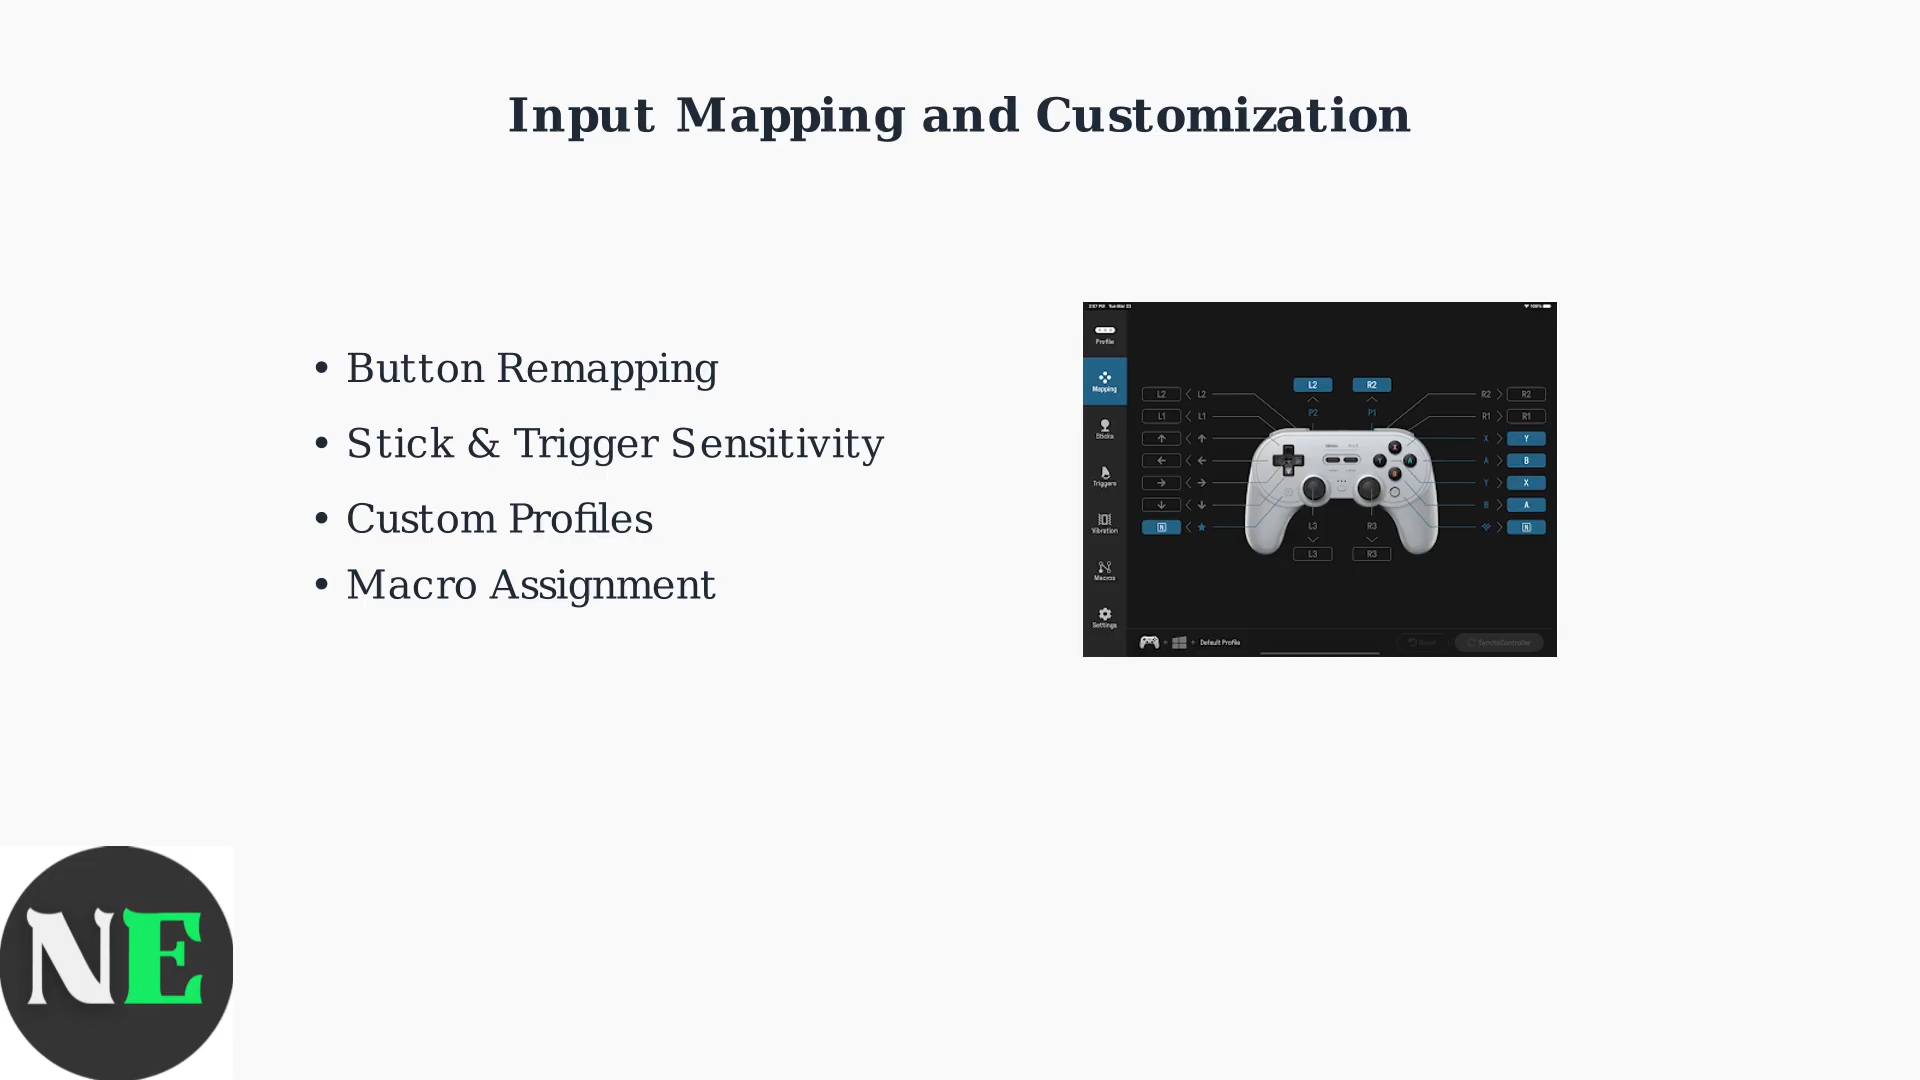 Input Mapping and Customization
• Button Remapping
• Stick & Trigger Sensitivity
• Custom Profiles
• Macro Assignment
Profile
Mapping
Sticks
Triggers
Vibration
Macros
Settings
L2 R2
P2 P1
L2 L2 R2 R2
L1 L1 R1 R1
X Y
A B
Y X
B A
N N
L3 R3
L3 R3
Default Profile
NE